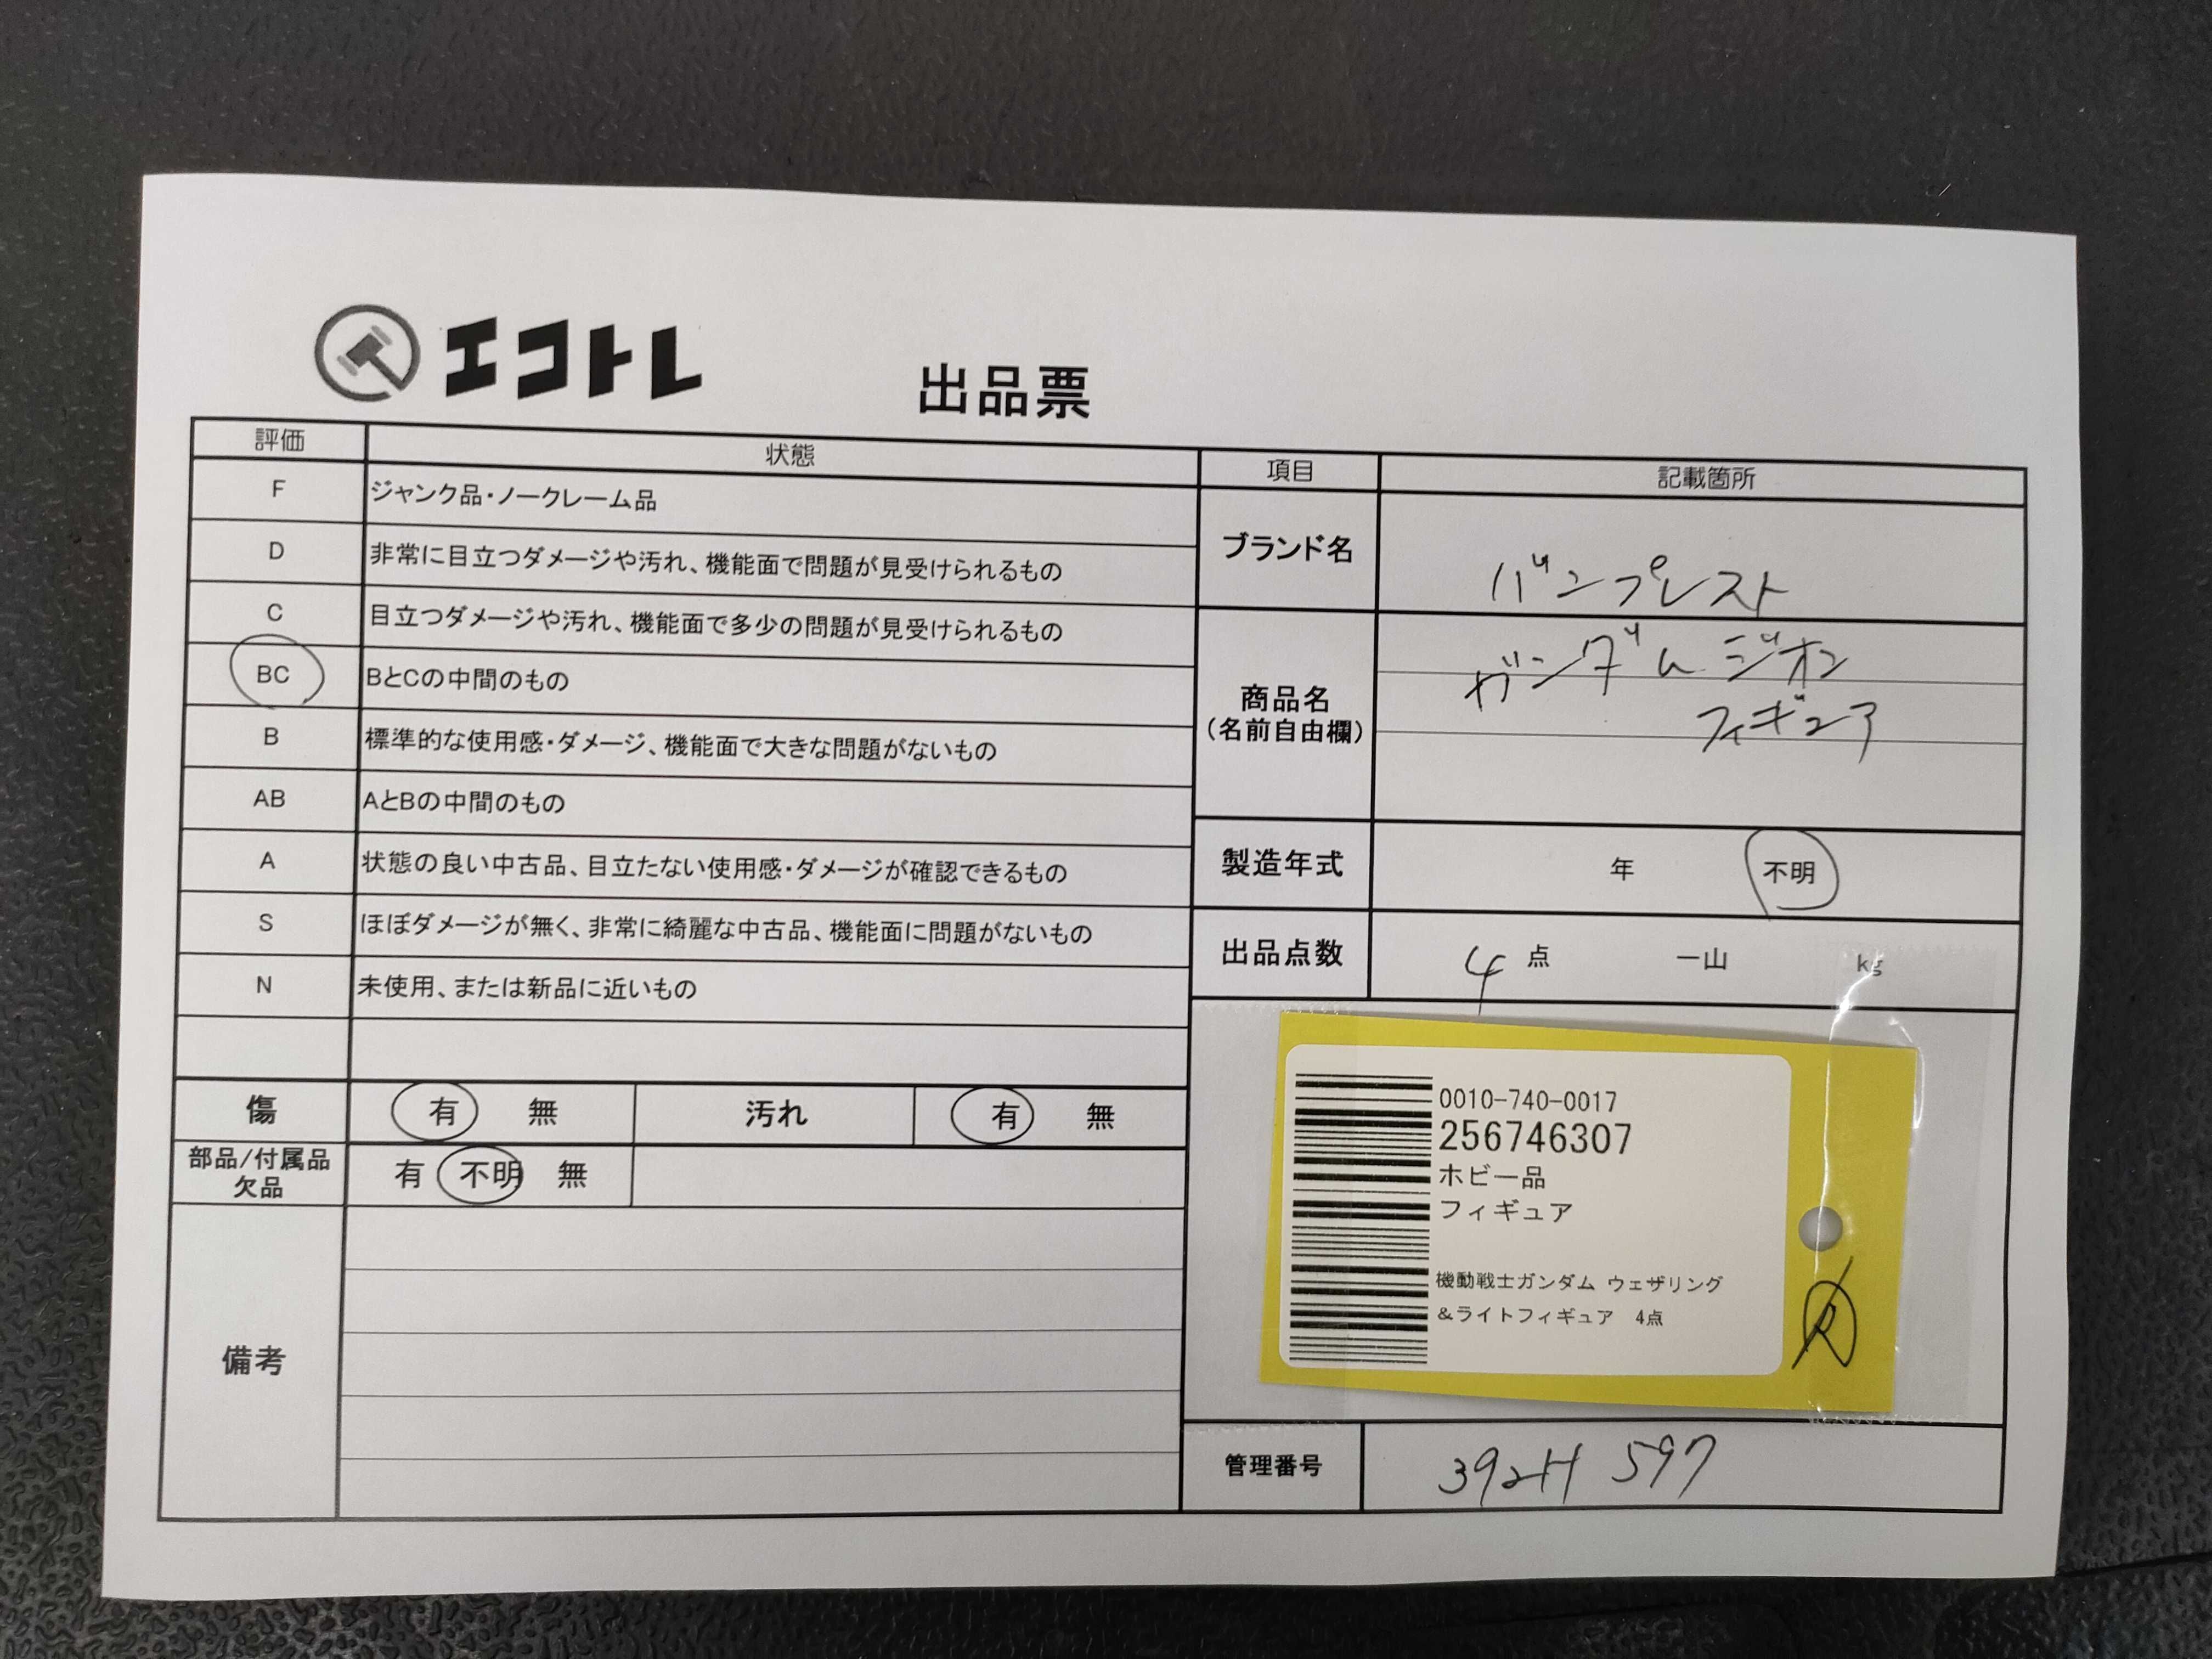 エコトレ
出品票
評価 状態
F ジャンク品・ノークレーム品
D 非常に目立つダメージや汚れ、機能面で問題が見受けられるもの
C 目立つダメージや汚れ、機能面で多少の問題が見受けられるもの
BC BとCの中間のもの
B 標準的な使用感・ダメージ、機能面で大きな問題がないもの
AB AとBの中間のもの
A 状態の良い中古品、目立たない使用感・ダメージが確認できるもの
S ほぼダメージが無く、非常に綺麗な中古品、機能面に問題がないもの
N 未使用、または新品に近いもの
傷 有 無 汚れ 有 無
部品/付属品
欠品
有 不明 無
備考
項目 記載箇所
ブランド名 バンプレスト
商品名
(名前自由欄)
ガンダムジオン
フィギュア
製造年式 年 不明
出品点数 4 点 一山 kg
0010-740-0017
256746307
ホビー品
フィギュア
機動戦士ガンダム ウェザリング
&ライトフィギュア 4点
管理番号 392H 597